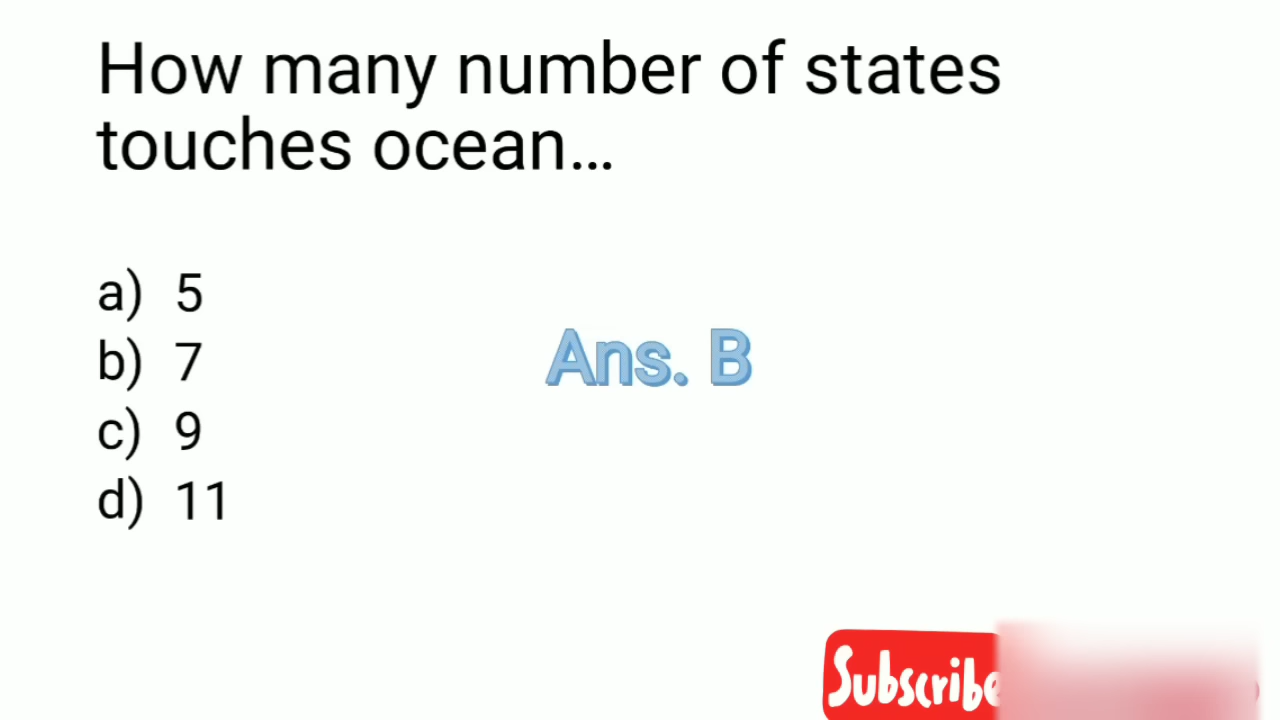 How many number of states
touches ocean...
a) 5
b) 7
Ans. B
c) 9
d) 11
Subscribe